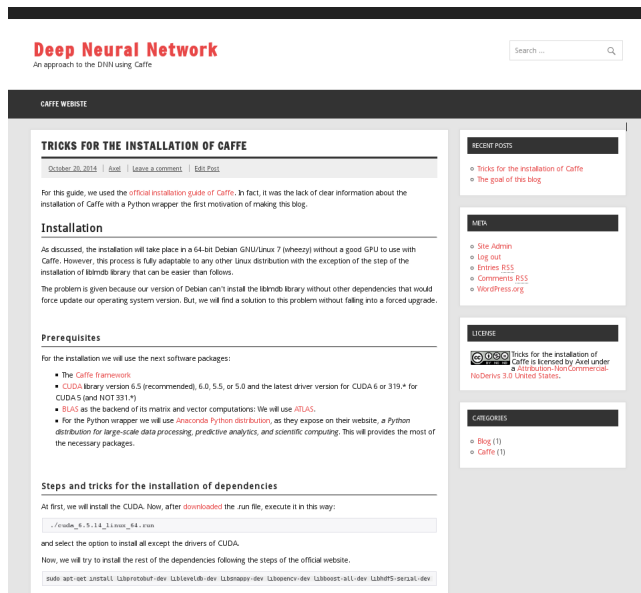 Deep Neural Network
An approach to the DNN using Caffe
Search ...
CAFFE WEBISTE
TRICKS FOR THE INSTALLATION OF CAFFE
October 20, 2014 | Axel | Leave a comment | Edit Post
For this guide, we used the official installation guide of Caffe. In fact, it was the lack of clear information about the
installation of Caffe with a Python wrapper the first motivation of making this blog.
Installation
As discussed, the installation will take place in a 64-bit Debian GNU/Linux 7 (wheezy) without a good GPU to use with
Caffe. However, this process is fully adaptable to any other Linux distribution with the exception of the step of the
installation of liblmdb library that can be easier than follows.
The problem is given because our version of Debian can't install the liblmdb library without other dependences that would
force update our operating system version. But, we will find a solution to this problem without falling into a forced upgrade.
Prerequisites
For the installation we will use the next software packages:
The Caffe framework
CUDA library version 6.5 (recommended), 6.0, 5.5, or 5.0 and the latest driver version for CUDA 6 or 319.* for
CUDA 5 (and NOT 331.*)
BLAS as the backend of its matrix and vector computations: We will use ATLAS.
For the Python wrapper we will use Anaconda Python distribution, as they expose on their website, a Python
distribution for large-scale data processing, predictive analytics, and scientific computing. This will provides the most of
the necessary packages.
Steps and tricks for the installation of dependencies
At first, we will install the CUDA. Now, after downloaded the .run file, execute it in this way:
./cuda_6.5.14_linux_64.run
and select the option to install all except the drivers of CUDA.
Now, we will try to install the rest of the dependencies following the steps of the official website.
sudo apt-get install libprotobuf-dev libleveldb-dev libsnappy-dev libopencv-dev libboost-all-dev libhdf5-serial-dev
RECENT POSTS
Tricks for the installation of Caffe
The goal of this blog
META
Site Admin
Log out
Entries RSS
Comments RSS
WordPress.org
LICENSE
Tricks for the installation of
Caffe is licensed by Axel under
a Attribution-NonCommercial-
NoDerivs 3.0 United States.
CATEGORIES
Blog (1)
Caffe (1)